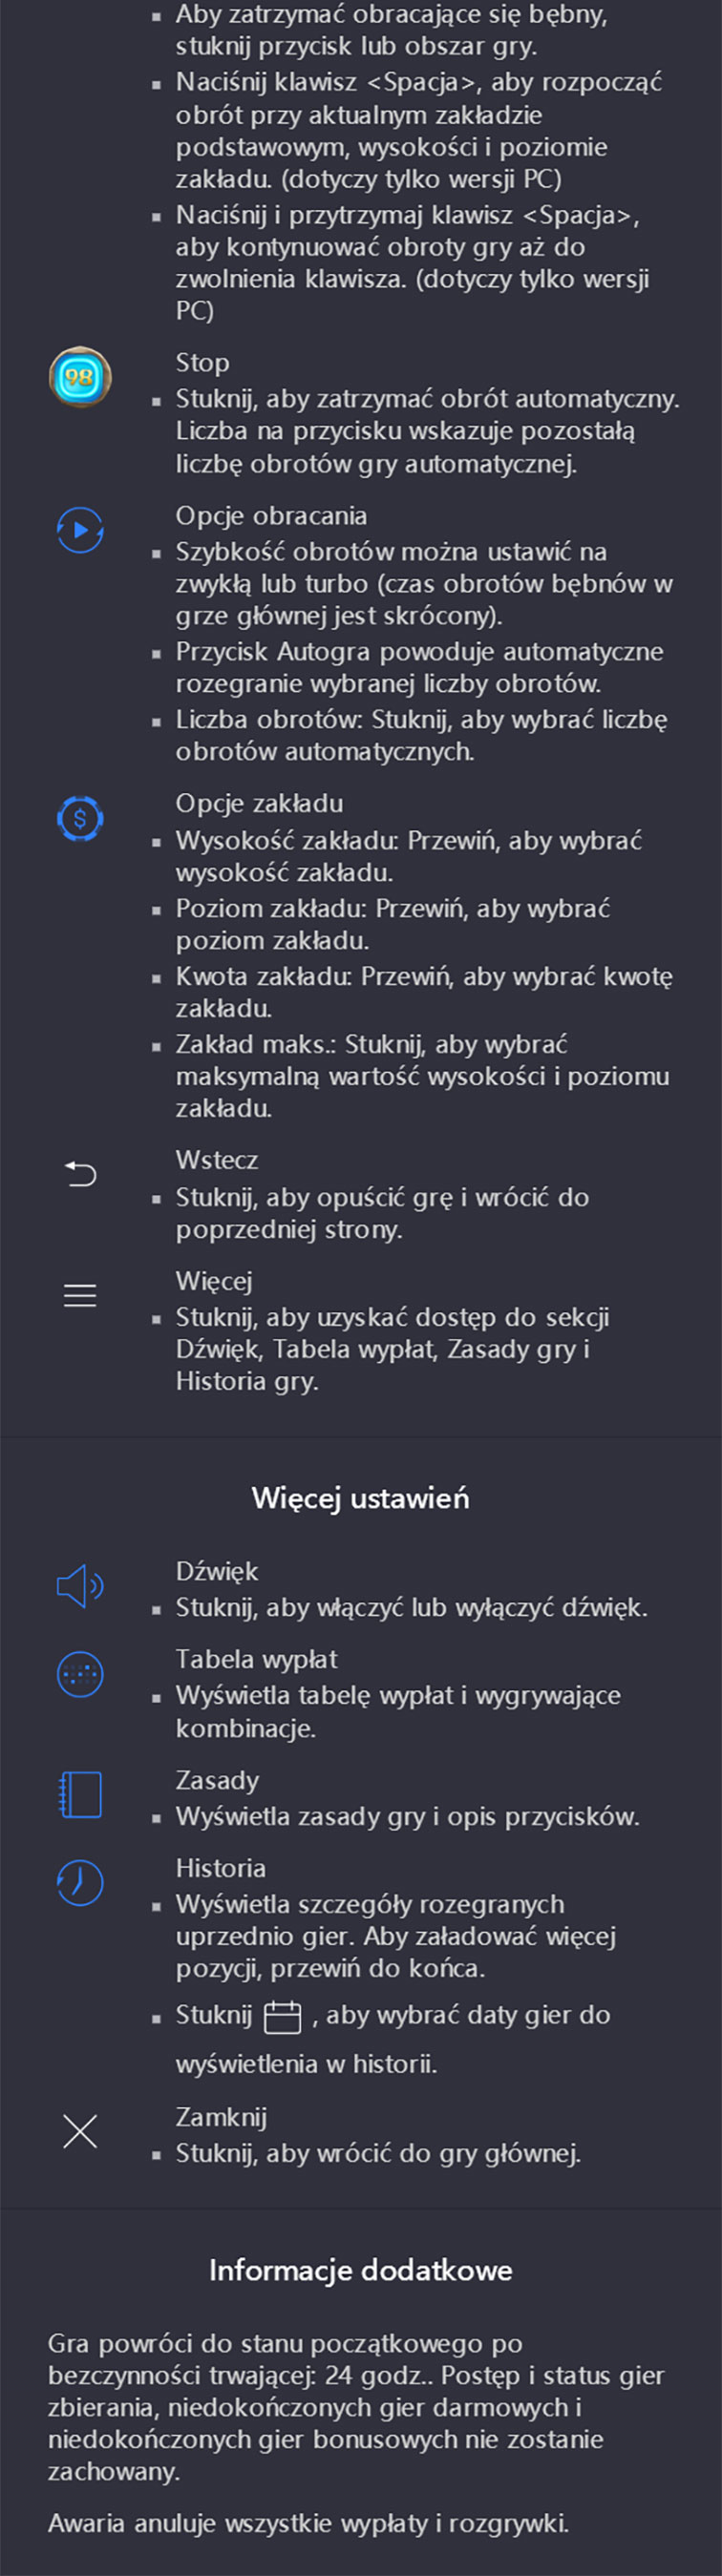 Aby zatrzymać obracające się bębny,
stuknij przycisk lub obszar gry.
Naciśnij klawisz <Spacja>, aby rozpocząć
obrót przy aktualnym zakładzie
podstawowym, wysokości i poziomie
zakładu. (dotyczy tylko wersji PC)
Naciśnij i przytrzymaj klawisz <Spacja>,
aby kontynuować obroty gry aż do
zwolnienia klawisza. (dotyczy tylko wersji
PC)
98
Stop
Stuknij, aby zatrzymać obrót automatyczny.
Liczba na przycisku wskazuje pozostałą
liczbę obrotów gry automatycznej.
Opcje obracania
Szybkość obrotów można ustawić na
zwykłą lub turbo (czas obrotów bębnów w
grze głównej jest skrócony).
Przycisk Autogra powoduje automatyczne
rozegranie wybranej liczby obrotów.
Liczba obrotów: Stuknij, aby wybrać liczbę
obrotów automatycznych.
$
Opcje zakładu
Wysokość zakładu: Przewiń, aby wybrać
wysokość zakładu.
Poziom zakładu: Przewiń, aby wybrać
poziom zakładu.
Kwota zakładu: Przewiń, aby wybrać kwotę
zakładu.
Zakład maks.: Stuknij, aby wybrać
maksymalną wartość wysokości i poziomu
zakładu.
Wstecz
Stuknij, aby opuścić grę i wrócić do
poprzedniej strony.
Więcej
Stuknij, aby uzyskać dostęp do sekcji
Dźwięk, Tabela wypłat, Zasady gry i
Historia gry.
Więcej ustawień
Dźwięk
Stuknij, aby włączyć lub wyłączyć dźwięk.
Tabela wypłat
Wyświetla tabelę wypłat i wygrywające
kombinacje.
Zasady
Wyświetla zasady gry i opis przycisków.
Historia
Wyświetla szczegóły rozegranych
uprzednio gier. Aby załadować więcej
pozycji, przewiń do końca.
Stuknij , aby wybrać daty gier do
wyświetlenia w historii.
Zamknij
Stuknij, aby wrócić do gry głównej.
Informacje dodatkowe
Gra powróci do stanu początkowego po
bezczynności trwającej: 24 godz.. Postęp i status gier
zbierania, niedokończonych gier darmowych i
niedokończonych gier bonusowych nie zostanie
zachowany.
Awaria anuluje wszystkie wypłaty i rozgrywki.